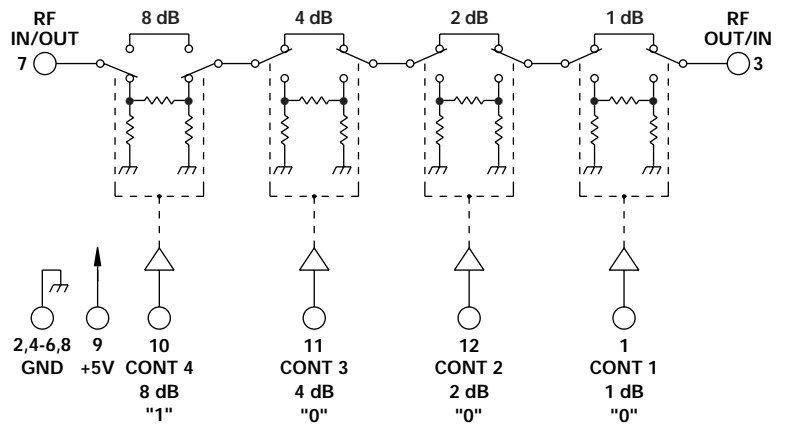 RF
IN/OUT
7
8 dB
4 dB
2 dB
1 dB
RF
OUT/IN
3
2,4-6,8
GND
9
+5V
10
CONT 4
8 dB
"1"
11
CONT 3
4 dB
"0"
12
CONT 2
2 dB
"0"
1
CONT 1
1 dB
"0"